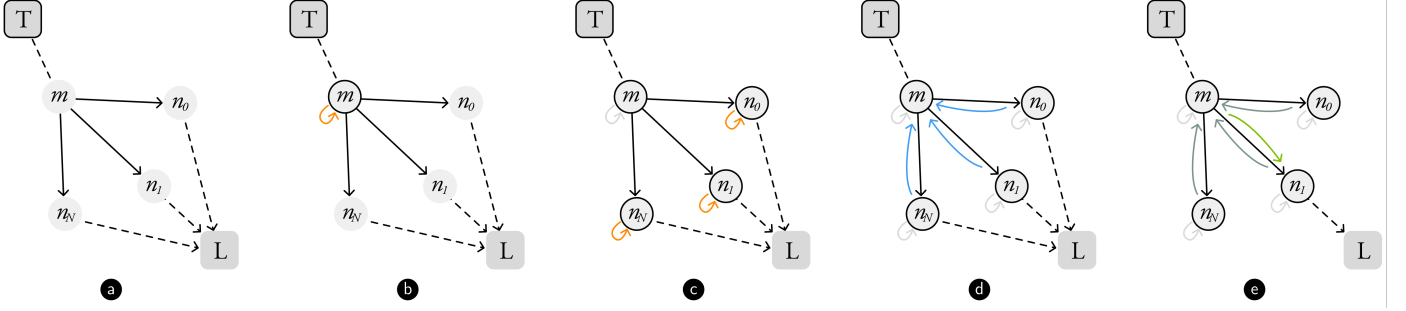 T T T T T
m n0 m n0 m n0 m n0 m n0
n1 n1 n1 n1 n1
nN nN nN nN nN
L L L L L
a b c d e